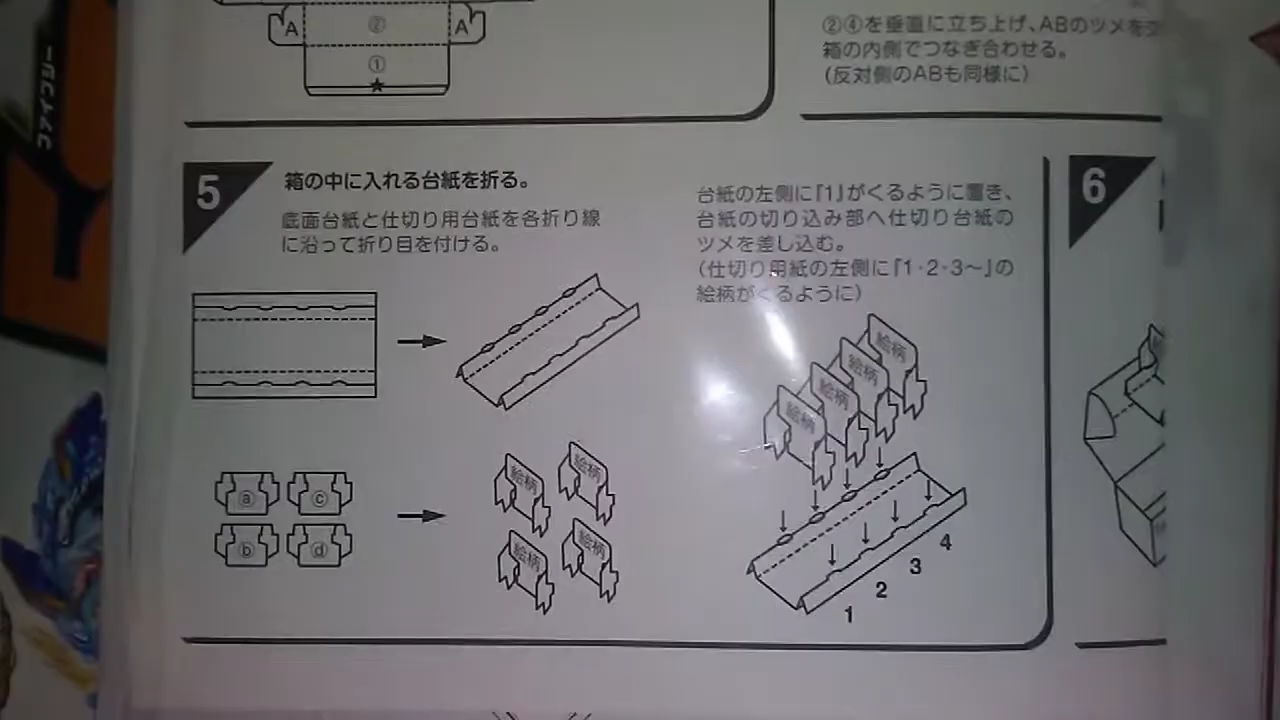 ファイブリー
A
②
A
①
★
②④を垂直に立ち上げ、ABのツメを
箱の内側でつなぎ合わせる。
(反対側のABも同様に)
5
箱の中に入れる台紙を折る。
底面台紙と仕切り用台紙を各折り線
に沿って折り目を付ける。
台紙の左側に『1』がくるように置き、
台紙の切り込み部へ仕切り台紙の
ツメを差し込む。
(仕切り用紙の左側に『1・2・3〜』の
絵柄がくるように)
絵柄
絵柄
絵柄
絵柄
ⓐ
ⓒ
ⓑ
ⓓ
絵柄
絵柄
絵柄
絵柄
1
2
3
4
6